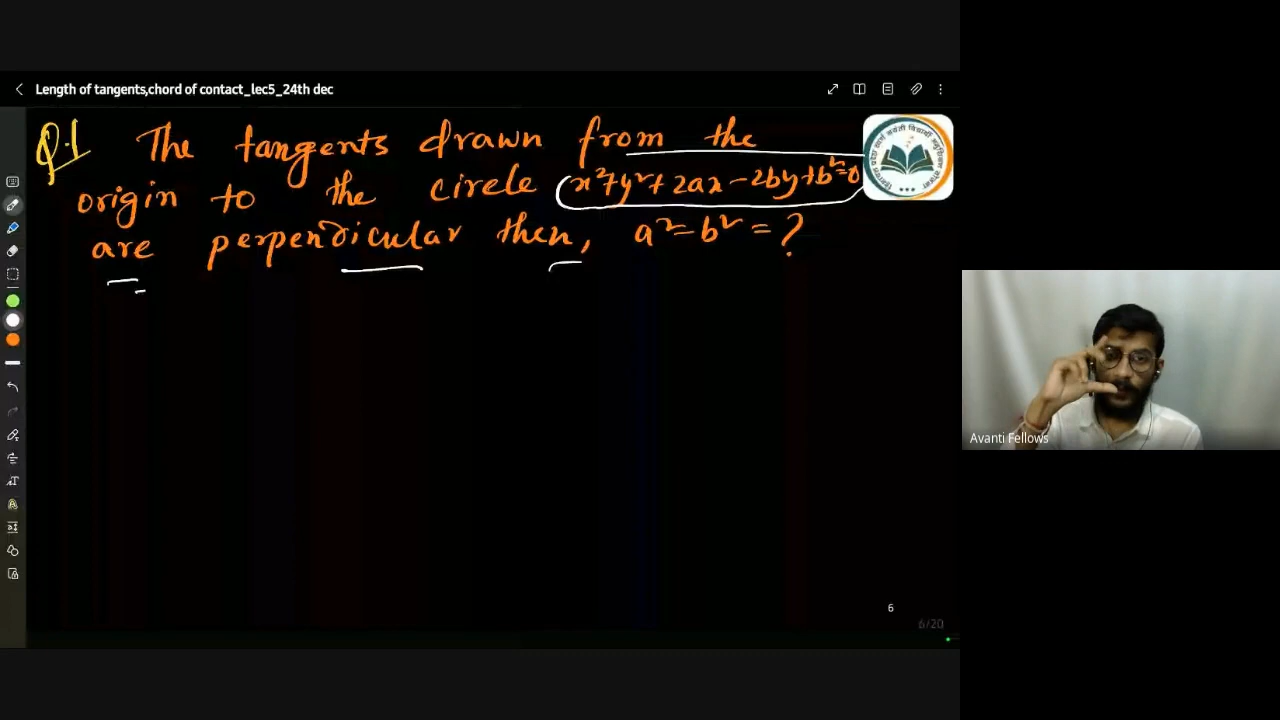 Length of tangents,chord of contact_lec5_24th dec
Q.1 The tangents drawn from the
origin to the circle x²+y²+2ax-2by+b²=0
are perpendicular then, a²-b²=?
Avanti Fellows
6
6/20